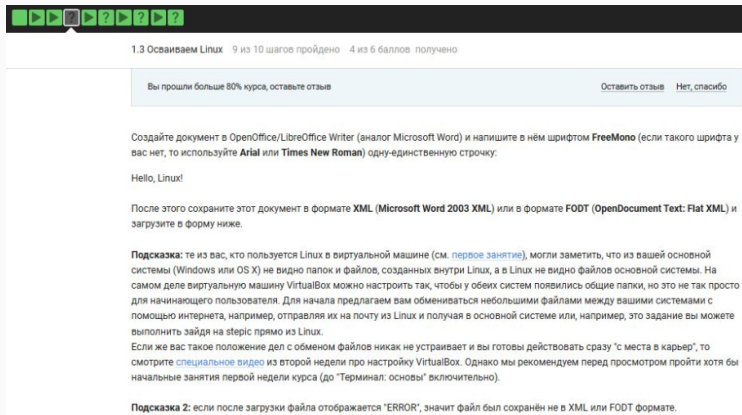 1.3 Осваиваем Linux 9 из 10 шагов пройдено 4 из 6 баллов получено
Вы прошли больше 80% курса, оставьте отзыв Оставить отзыв Нет, спасибо
Создайте документ в OpenOffice/LibreOffice Writer (аналог Microsoft Word) и напишите в нём шрифтом FreeMono (если такого шрифта у
вас нет, то используйте Arial или Times New Roman) одну-единственную строчку:
Hello, Linux!
После этого сохраните этот документ в формате XML (Microsoft Word 2003 XML) или в формате FODT (OpenDocument Text: Flat XML) и
загрузите в форму ниже.
Подсказка: те из вас, кто пользуется Linux в виртуальной машине (см. первое занятие), могли заметить, что из вашей основной
системы (Windows или OS X) не видно папок и файлов, созданных внутри Linux, а в Linux не видно файлов основной системы. На
самом деле виртуальную машину VirtualBox можно настроить так, чтобы у обеих систем появились общие папки, но это не так просто
для начинающего пользователя. Для начала предлагаем вам обмениваться небольшими файлами между вашими системами с
помощью интернета, например, отправляя их на почту из Linux и получая в основной системе или, например, это задание вы можете
выполнить зайдя на stepic прямо из Linux.
Если же вас такое положение дел с обменом файлов никак не устраивает и вы готовы действовать сразу "с места в карьер", то
смотрите специальное видео из второй недели про настройку VirtualBox. Однако мы рекомендуем перед просмотром пройти хотя бы
начальные занятия первой недели курса (до "Терминал: основы" включительно).
Подсказка 2: если после загрузки файла отображается "ERROR", значит файл был сохранён не в XML или FODT формате.